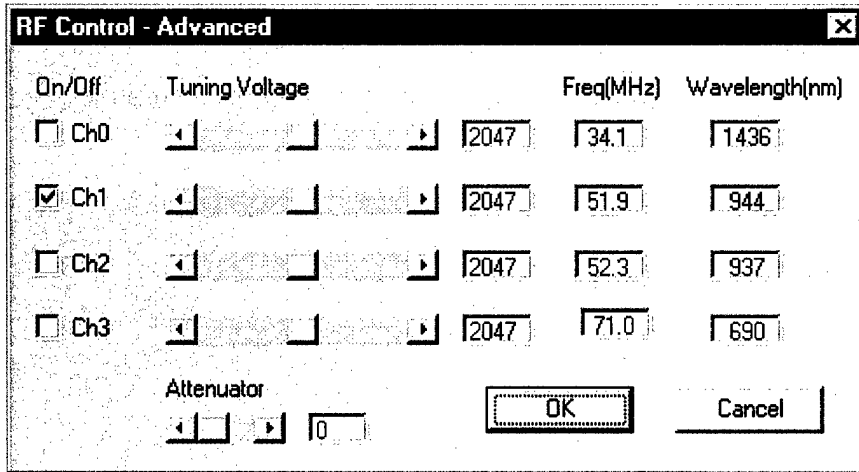 RF Control - Advanced
On/Off Tuning Voltage Freq(MHz) Wavelength(nm)
Ch0 2047 34.1 1436
Ch1 2047 51.9 944
Ch2 2047 52.3 937
Ch3 2047 71.0 690
Attenuator
0
OK Cancel